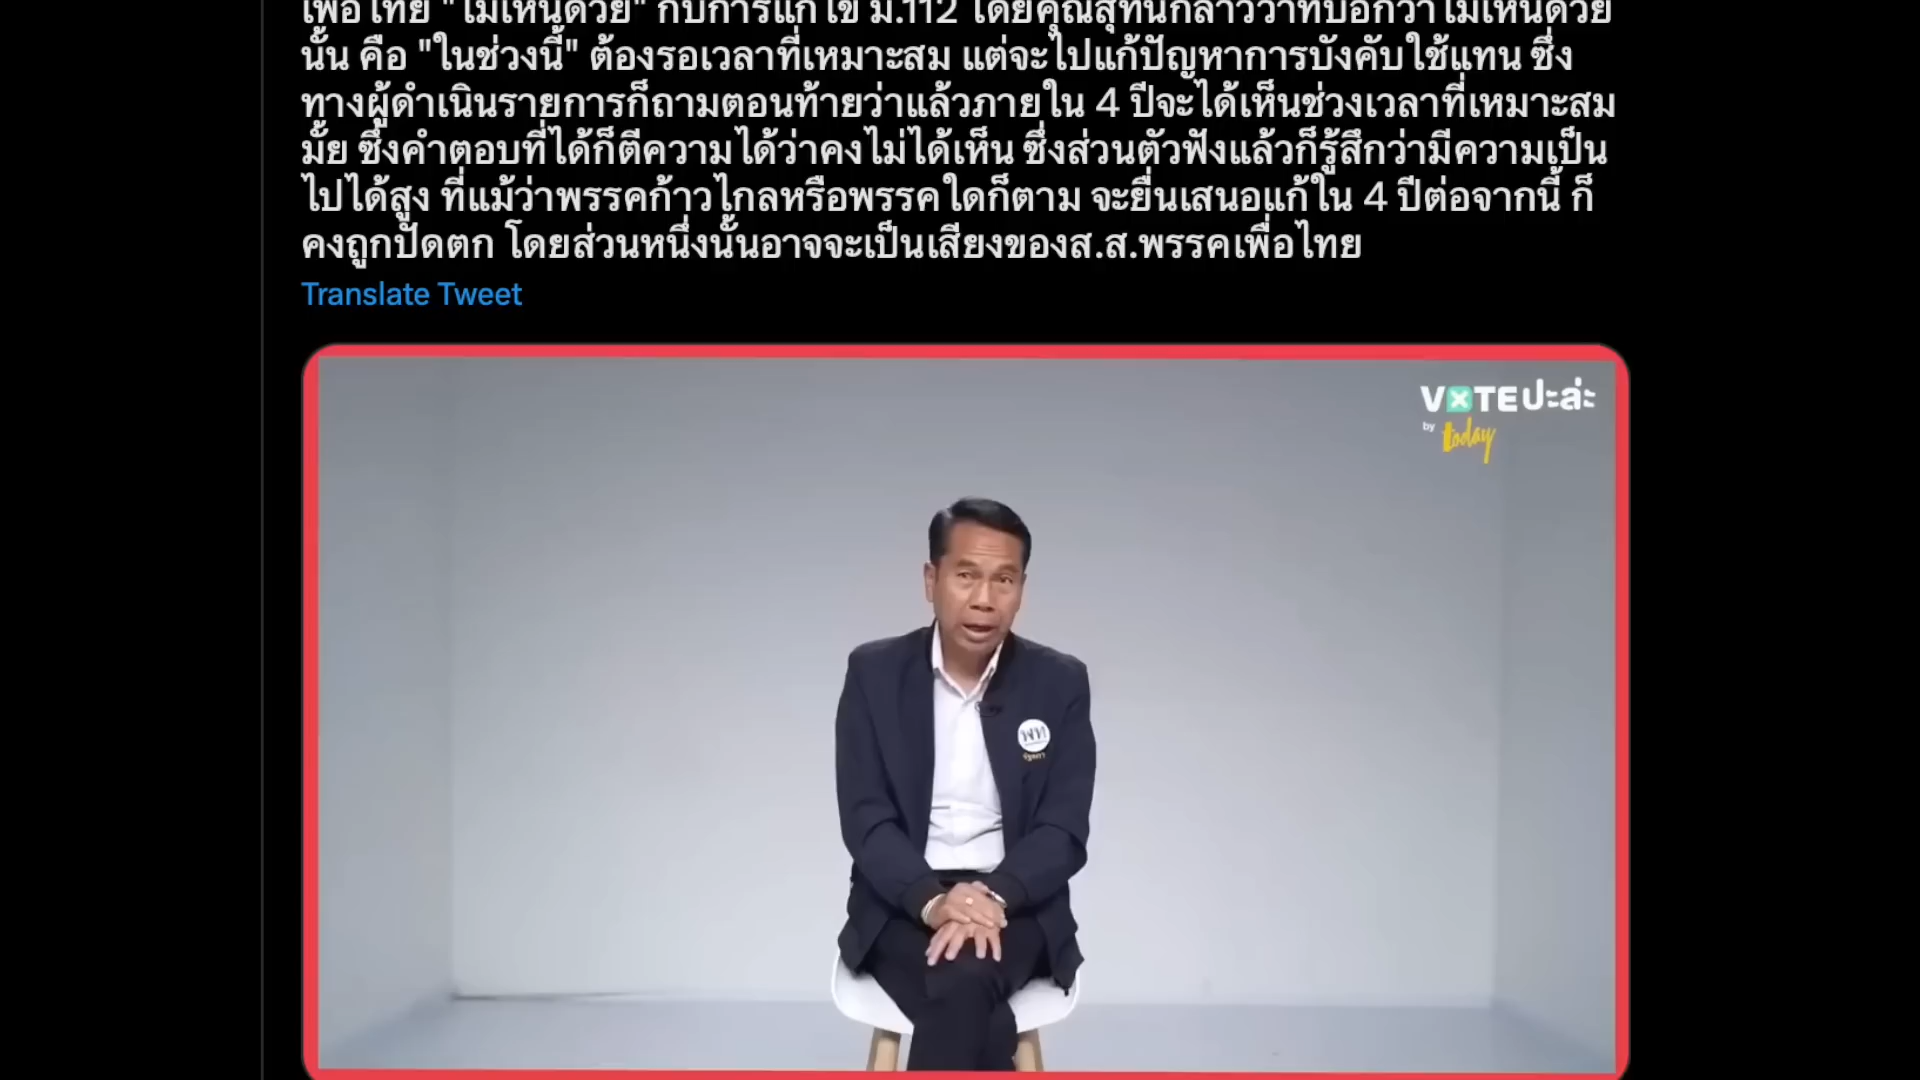 เพื่อไทย "ไม่เห็นด้วย" กับการแก้ไข ม.112 โดยคุณสุทินกล่าวว่าที่บอกว่าไม่เห็นด้วย
นั้น คือ "ในช่วงนี้" ต้องรอเวลาที่เหมาะสม แต่จะไปแก้ปัญหาการบังคับใช้แทน ซึ่ง
ทางผู้ดำเนินรายการก็ถามตอนท้ายว่าแล้วภายใน 4 ปีจะได้เห็นช่วงเวลาที่เหมาะสม
มั้ย ซึ่งคำตอบที่ได้ก็ตีความได้ว่าคงไม่ได้เห็น ซึ่งส่วนตัวฟังแล้วก็รู้สึกว่ามีความเป็น
ไปได้สูง ที่แม้ว่าพรรคก้าวไกลหรือพรรคใดก็ตาม จะยื่นเสนอแก้ใน 4 ปีต่อจากนี้ ก็
คงถูกปัดตก โดยส่วนหนึ่งนั้นอาจจะเป็นเสียงของส.ส.พรรคเพื่อไทย
Translate Tweet
VOTEปะล่ะ
by today
พท